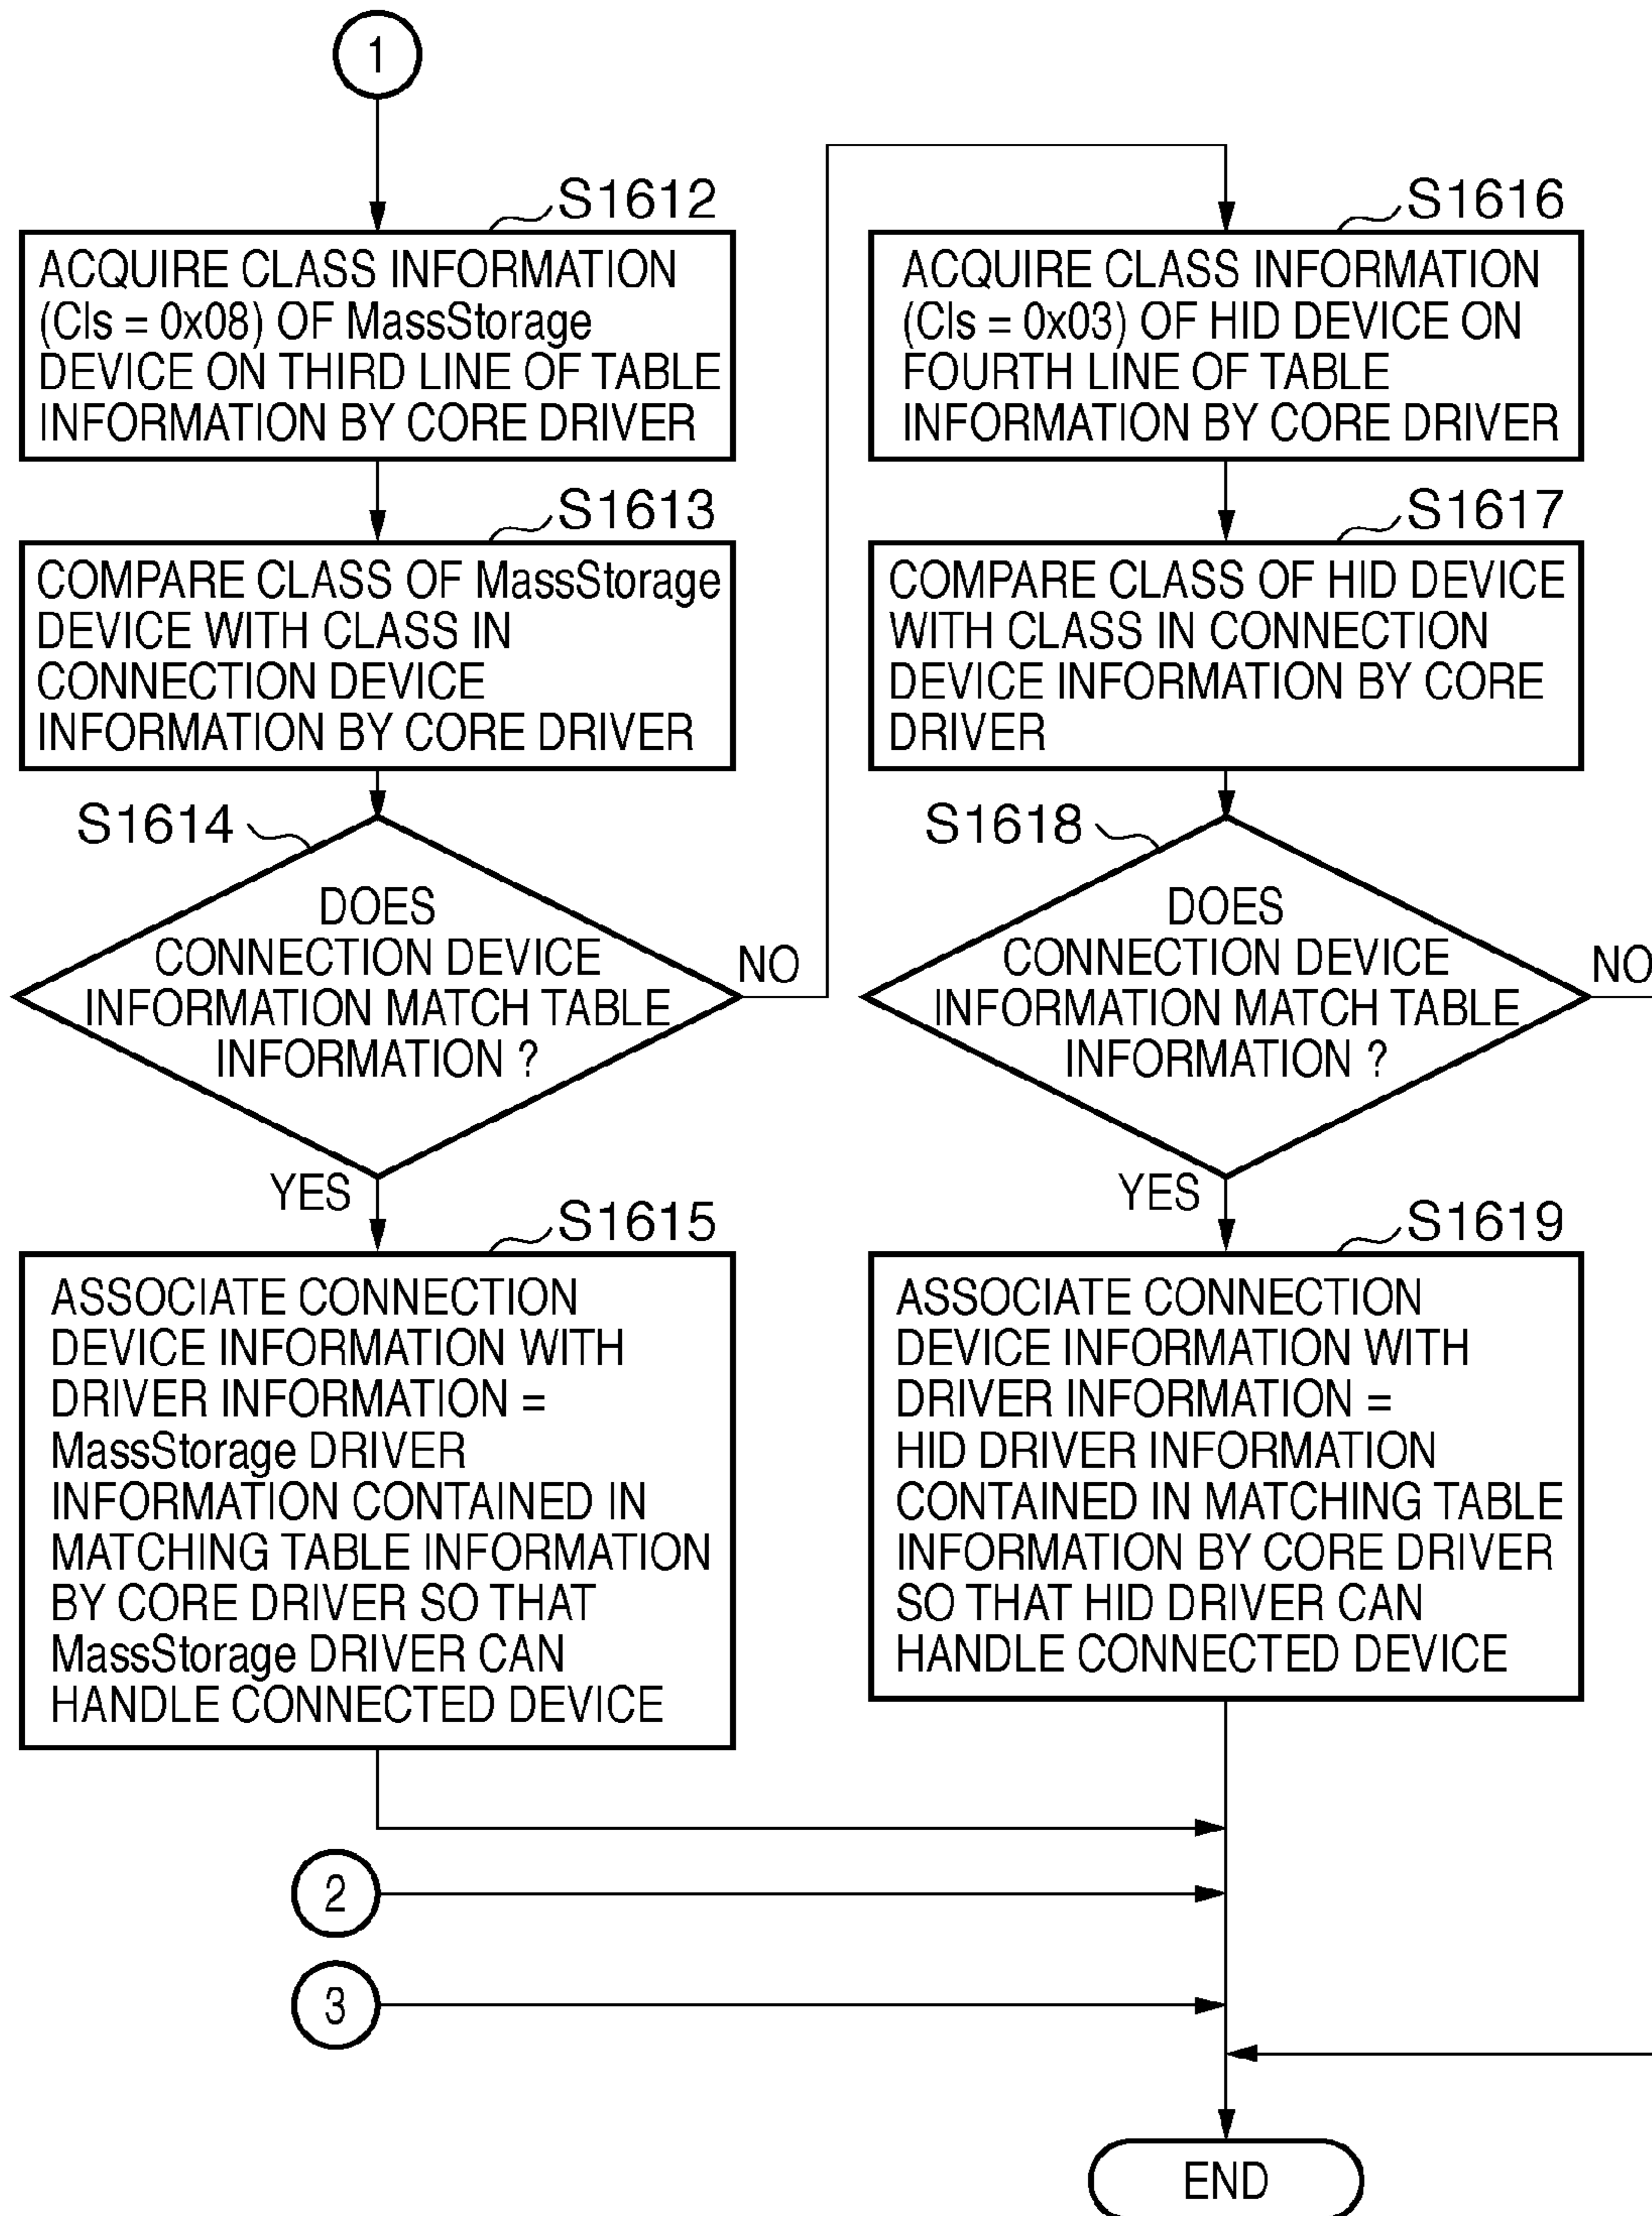 1
S1612
ACQUIRE CLASS INFORMATION
(Cls = 0x08) OF MassStorage
DEVICE ON THIRD LINE OF TABLE
INFORMATION BY CORE DRIVER
S1613
COMPARE CLASS OF MassStorage
DEVICE WITH CLASS IN
CONNECTION DEVICE
INFORMATION BY CORE DRIVER
S1614
DOES
CONNECTION DEVICE
INFORMATION MATCH TABLE
INFORMATION ?
NO
YES
S1615
ASSOCIATE CONNECTION
DEVICE INFORMATION WITH
DRIVER INFORMATION =
MassStorage DRIVER
INFORMATION CONTAINED IN
MATCHING TABLE INFORMATION
BY CORE DRIVER SO THAT
MassStorage DRIVER CAN
HANDLE CONNECTED DEVICE
S1616
ACQUIRE CLASS INFORMATION
(Cls = 0x03) OF HID DEVICE ON
FOURTH LINE OF TABLE
INFORMATION BY CORE DRIVER
S1617
COMPARE CLASS OF HID DEVICE
WITH CLASS IN CONNECTION
DEVICE INFORMATION BY CORE
DRIVER
S1618
DOES
CONNECTION DEVICE
INFORMATION MATCH TABLE
INFORMATION ?
NO
YES
S1619
ASSOCIATE CONNECTION
DEVICE INFORMATION WITH
DRIVER INFORMATION =
HID DRIVER INFORMATION
CONTAINED IN MATCHING TABLE
INFORMATION BY CORE DRIVER
SO THAT HID DRIVER CAN
HANDLE CONNECTED DEVICE
2
3
END